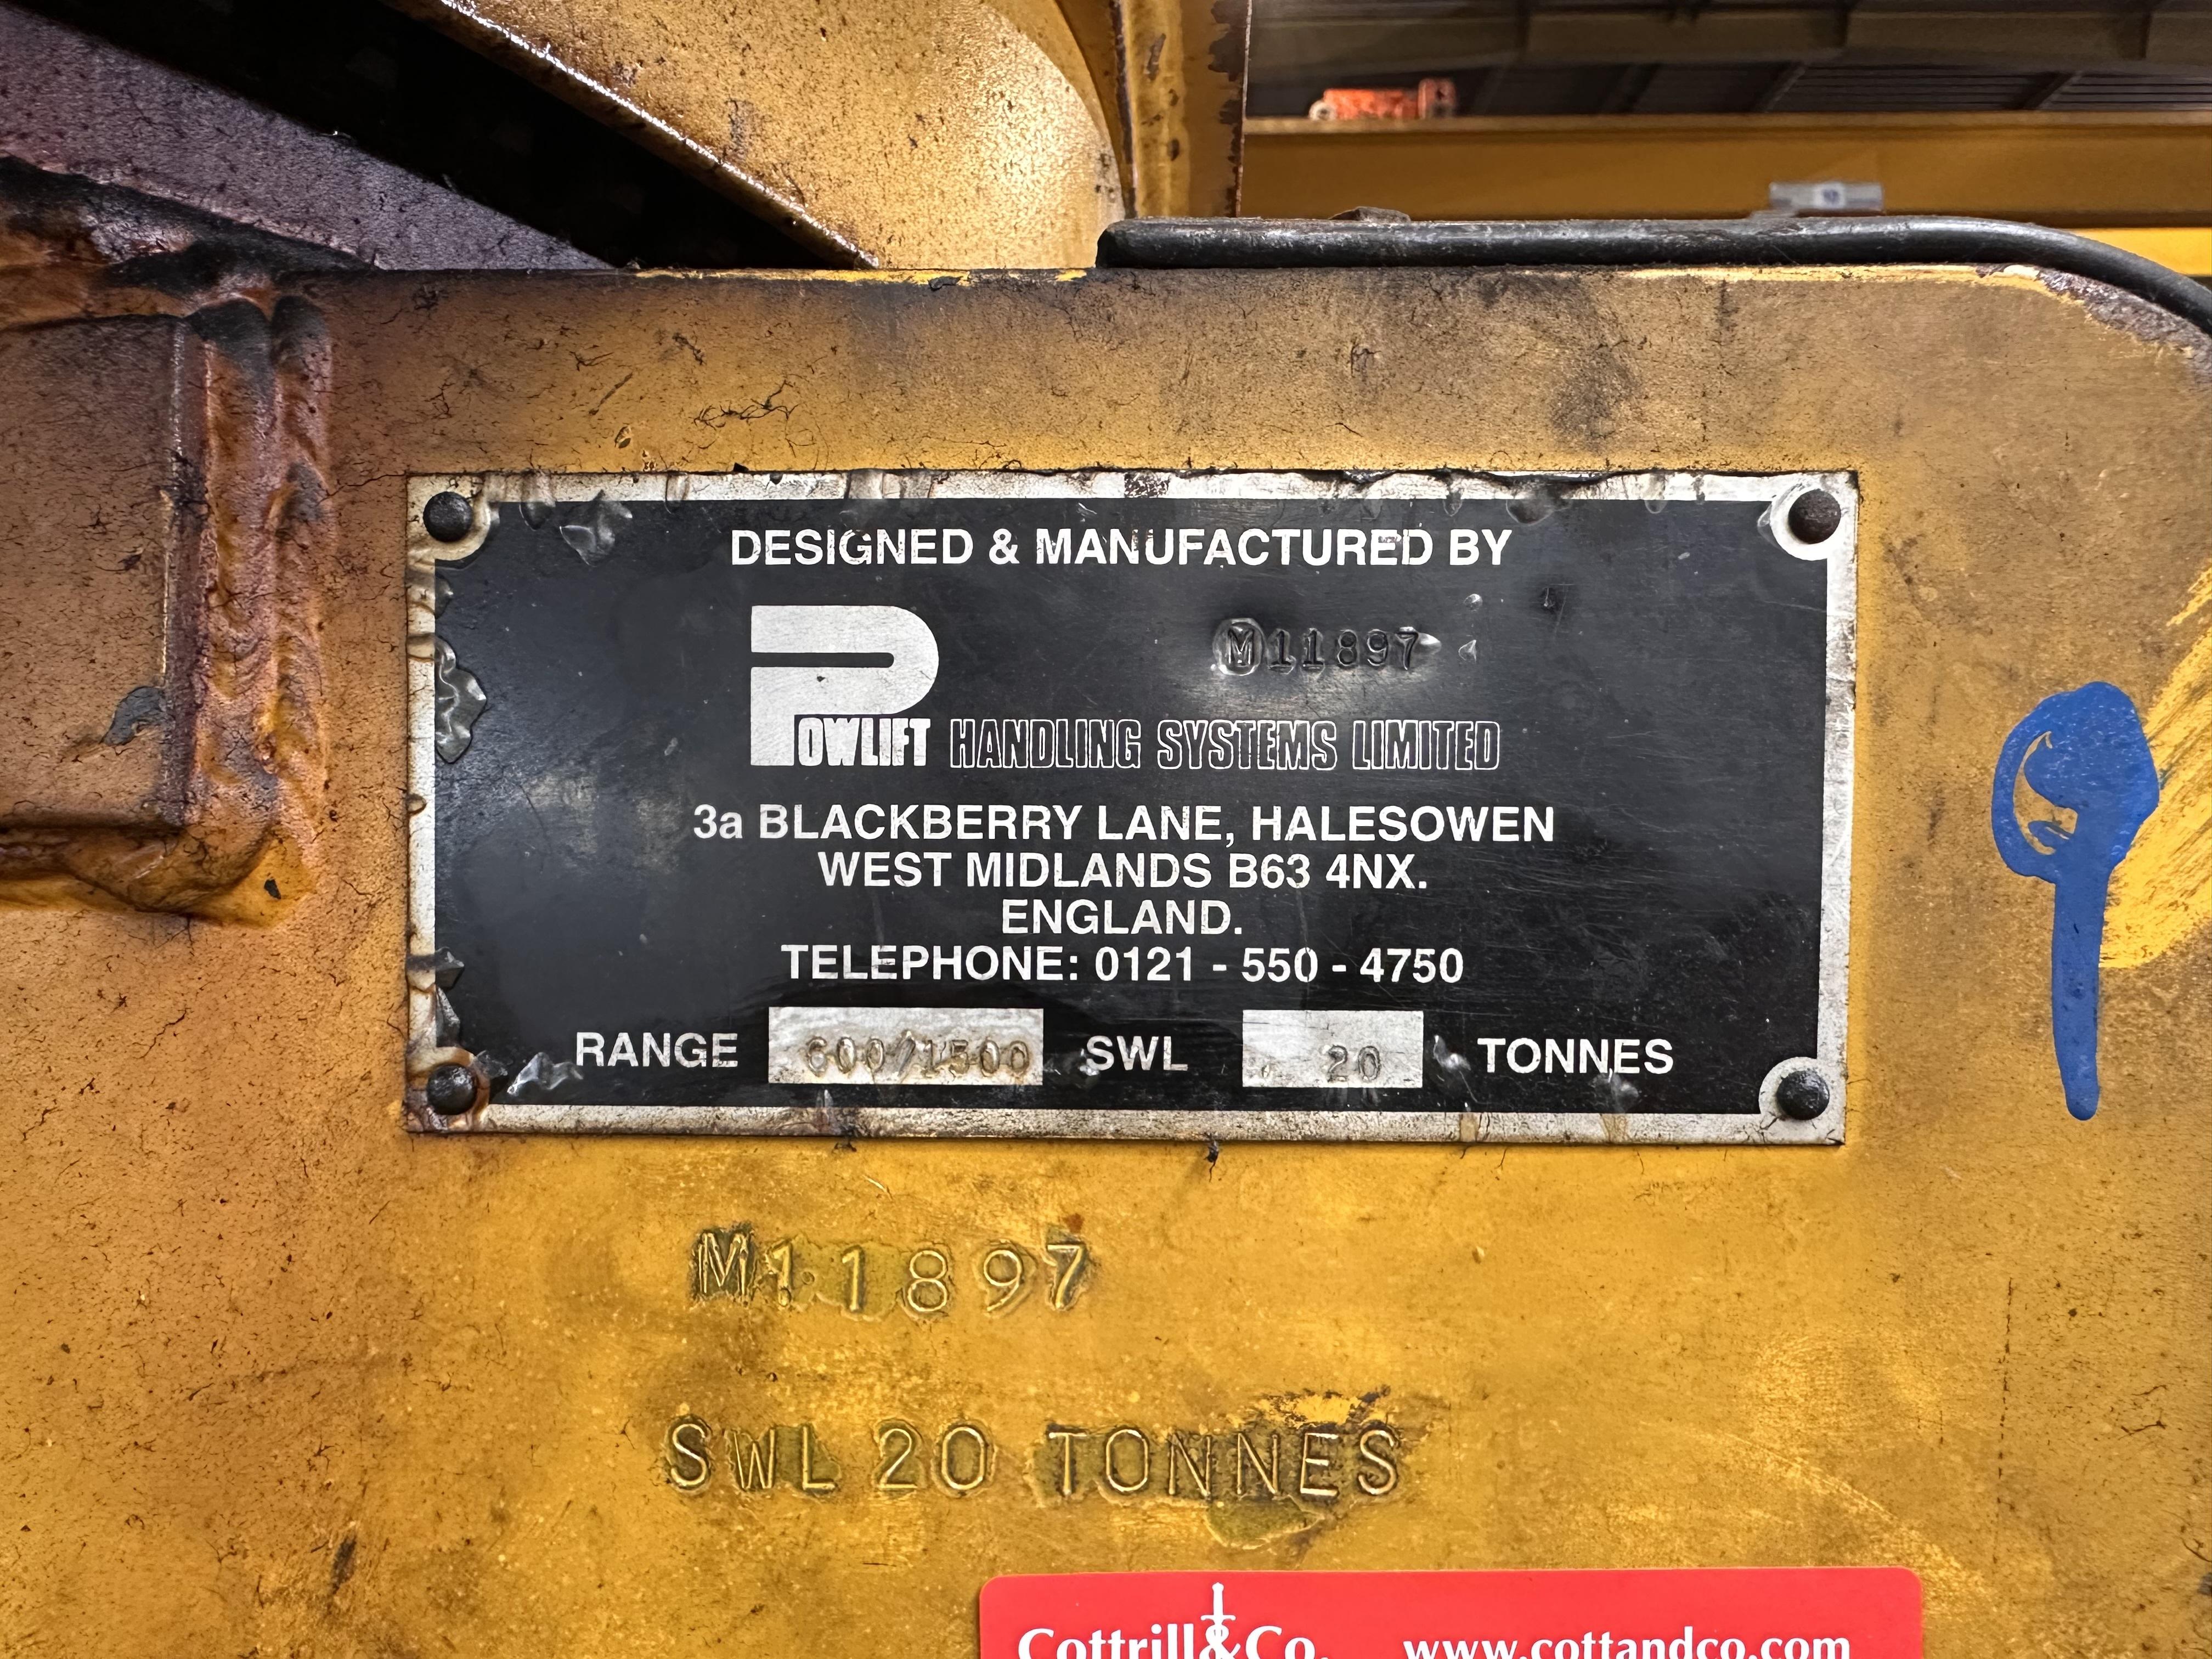 DESIGNED & MANUFACTURED BY
M11897
POWLIFT HANDLING SYSTEMS LIMITED
3a BLACKBERRY LANE, HALESOWEN
WEST MIDLANDS B63 4NX.
ENGLAND.
TELEPHONE: 0121 - 550 - 4750
RANGE 600/1500 SWL 20 TONNES
M11897
SWL 20 TONNES
Cottrill&Co. www.cottandco.com